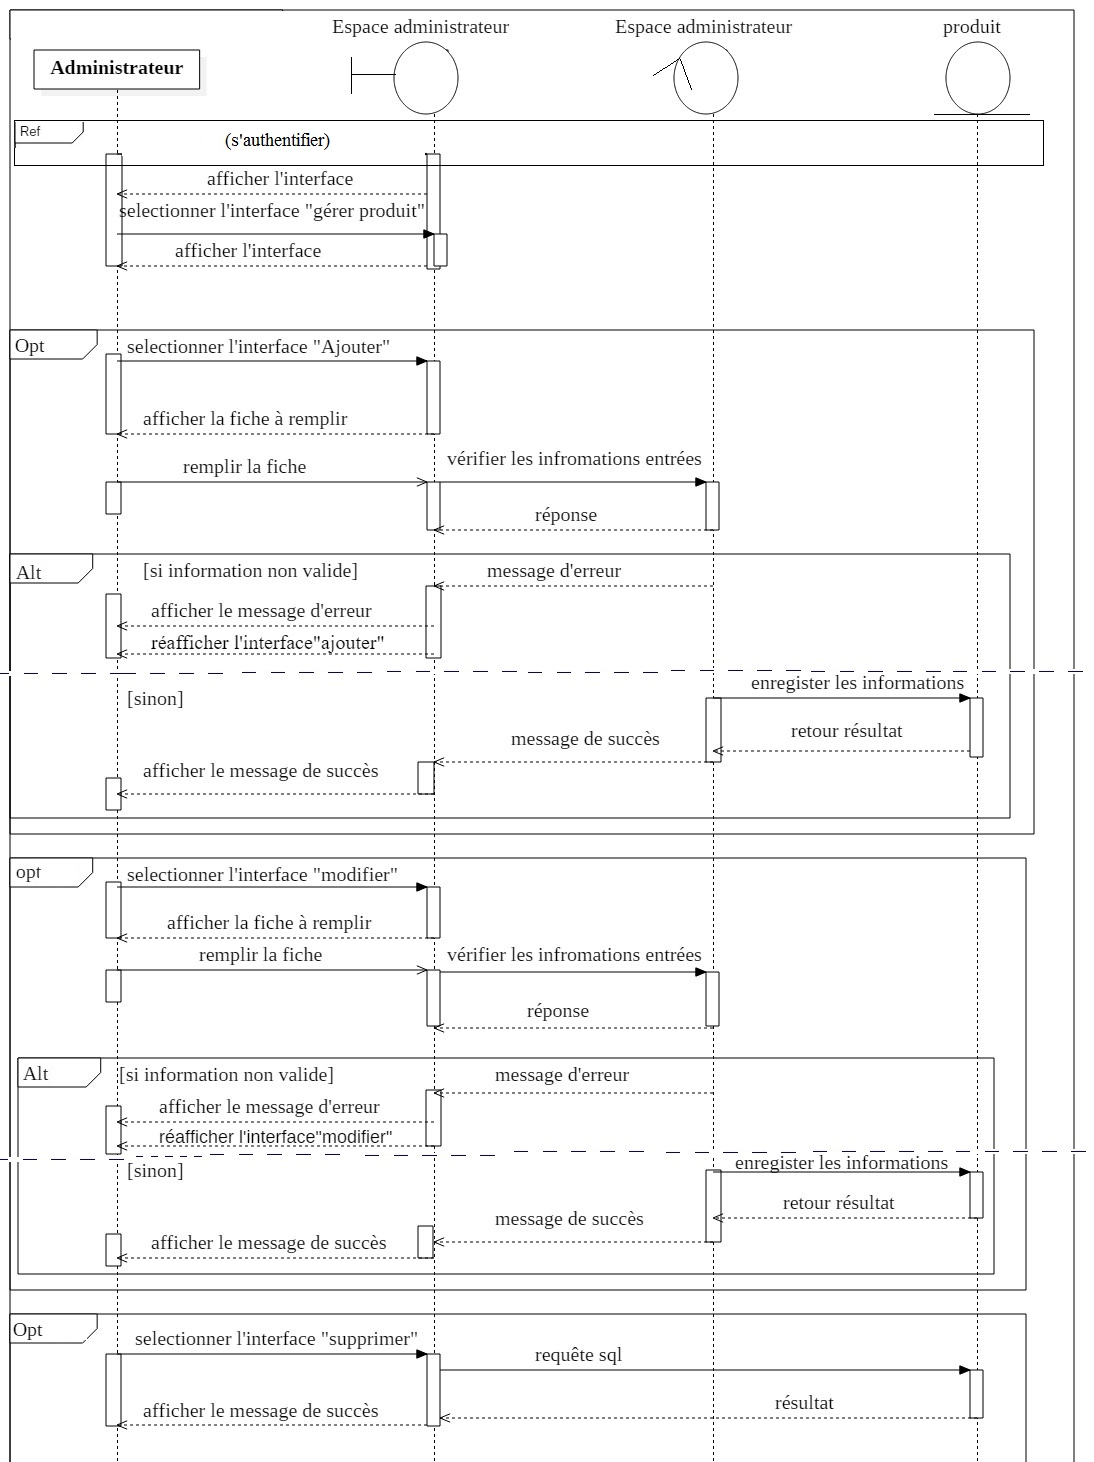 Espace administrateur
Espace administrateur
produit
Administrateur
Ref
(s'authentifier)
afficher l'interface
selectionner l'interface "gérer produit"
afficher l'interface
Opt
selectionner l'interface "Ajouter"
afficher la fiche à remplir
vérifier les infromations entrées
remplir la fiche
réponse
Alt
[si information non valide]
message d'erreur
afficher le message d'erreur
réafficher l'interface"ajouter"
enregister les informations
[sinon]
retour résultat
message de succès
afficher le message de succès
opt
selectionner l'interface "modifier"
afficher la fiche à remplir
remplir la fiche
vérifier les infromations entrées
réponse
Alt
[si information non valide]
message d'erreur
afficher le message d'erreur
réafficher l'interface"modifier"
enregister les informations
[sinon]
retour résultat
message de succès
afficher le message de succès
Opt
selectionner l'interface "supprimer"
requête sql
résultat
afficher le message de succès